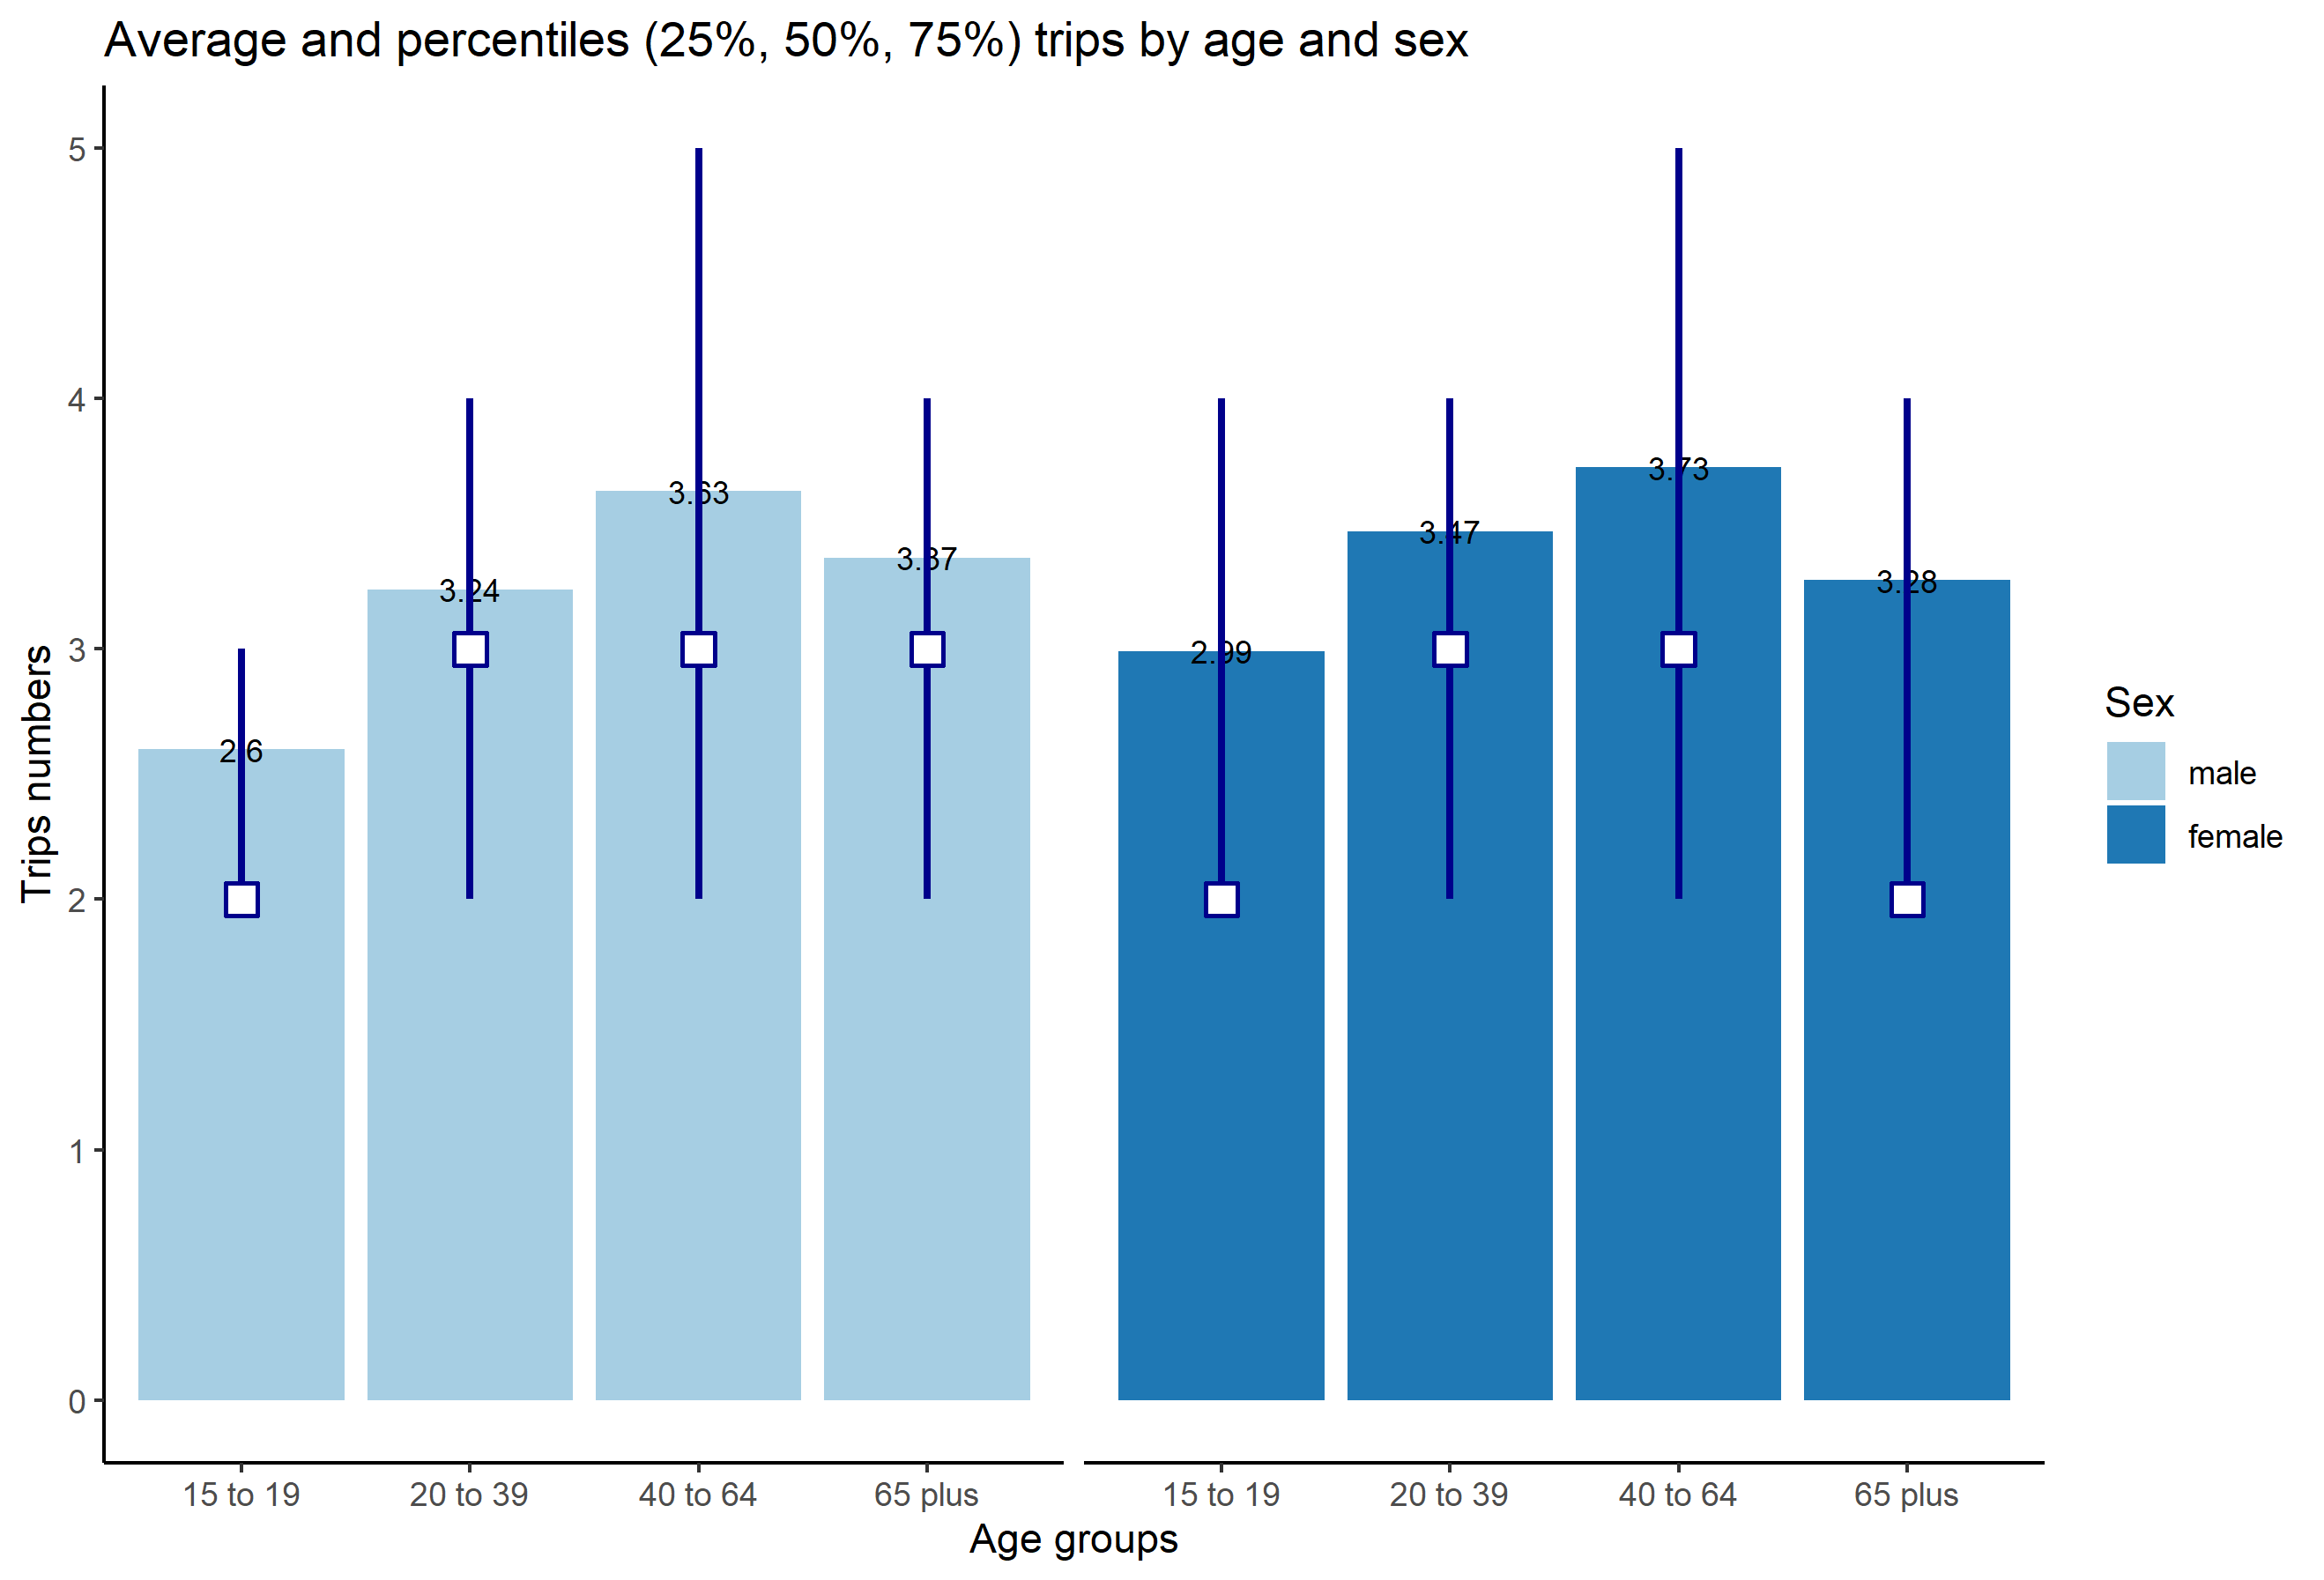 Average and percentiles (25%, 50%, 75%) trips by age and sex
Trips numbers
5
4
3
2
1
0
2.6
3.24
3.63
3.37
2.99
3.47
3.73
3.28
15 to 19
20 to 39
40 to 64
65 plus
15 to 19
20 to 39
40 to 64
65 plus
Age groups
Sex
male
female